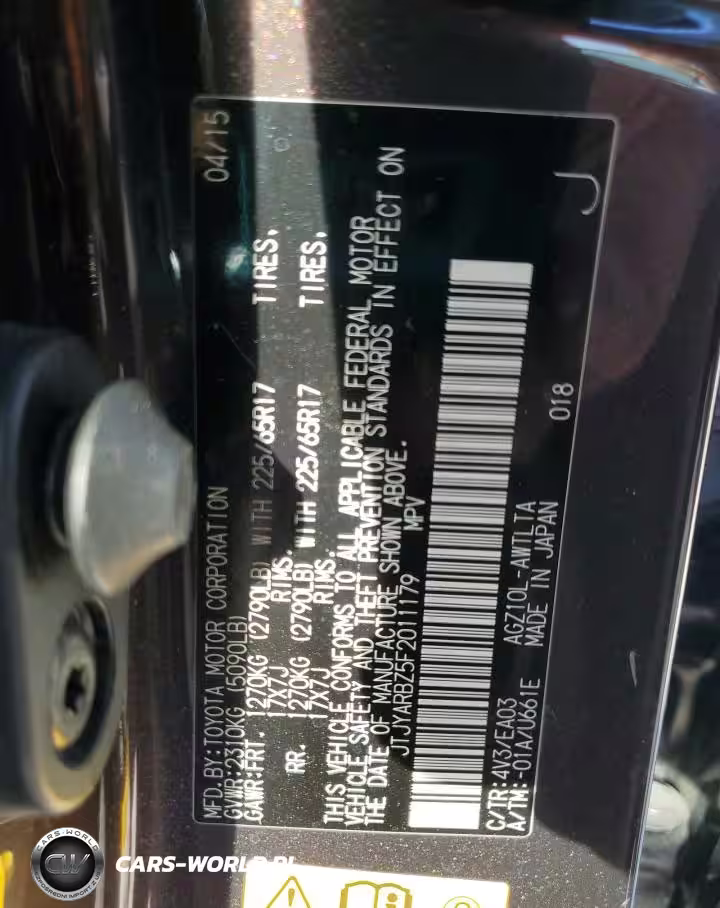 MFD.BY:TOYOTA MOTOR CORPORATION 04/15
GVWR:2310KG (5090LB)
GAWR:FRT. 1270KG (2790LB) WITH 225/65R17 TIRES,
17X7J RIMS.
RR. 1270KG (2790LB) WITH 225/65R17 TIRES,
17X7J RIMS.
THIS VEHICLE CONFORMS TO ALL APPLICABLE FEDERAL MOTOR
VEHICLE SAFETY AND THEFT PREVENTION STANDARDS IN EFFECT ON
THE DATE OF MANUFACTURE SHOWN ABOVE.
JTJYARBZ5F2011179 MPV
018
C/TR:4V3/EA03 AGZ10L-AWTLTA
A/TM:-01A/U661E MADE IN JAPAN
J
CARS-WORLD
CW
CARS-WORLD.PL